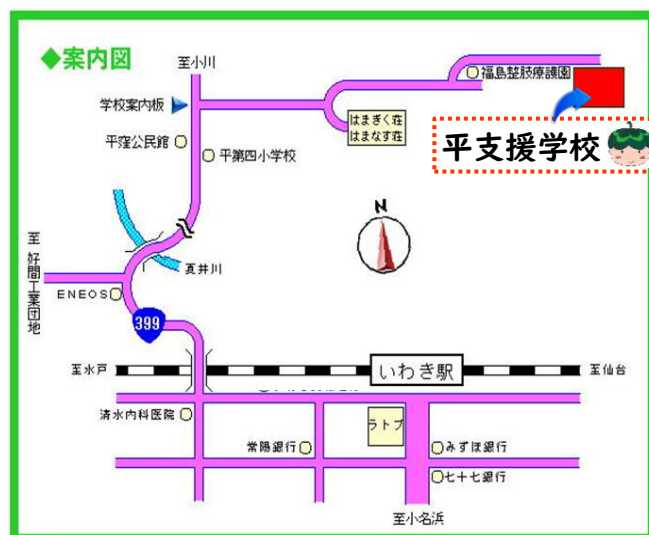 ◆案内図
至小川
福島整肢療護園
学校案内板
はまぎく荘
はまなす荘
平支援学校
平窪公民館
平第四小学校
N
至好間工業団地
夏井川
ENEOS
399
至水戸
いわき駅
至仙台
清水内科医院
ラトブ
常陽銀行
みずほ銀行
七十七銀行
至小名浜